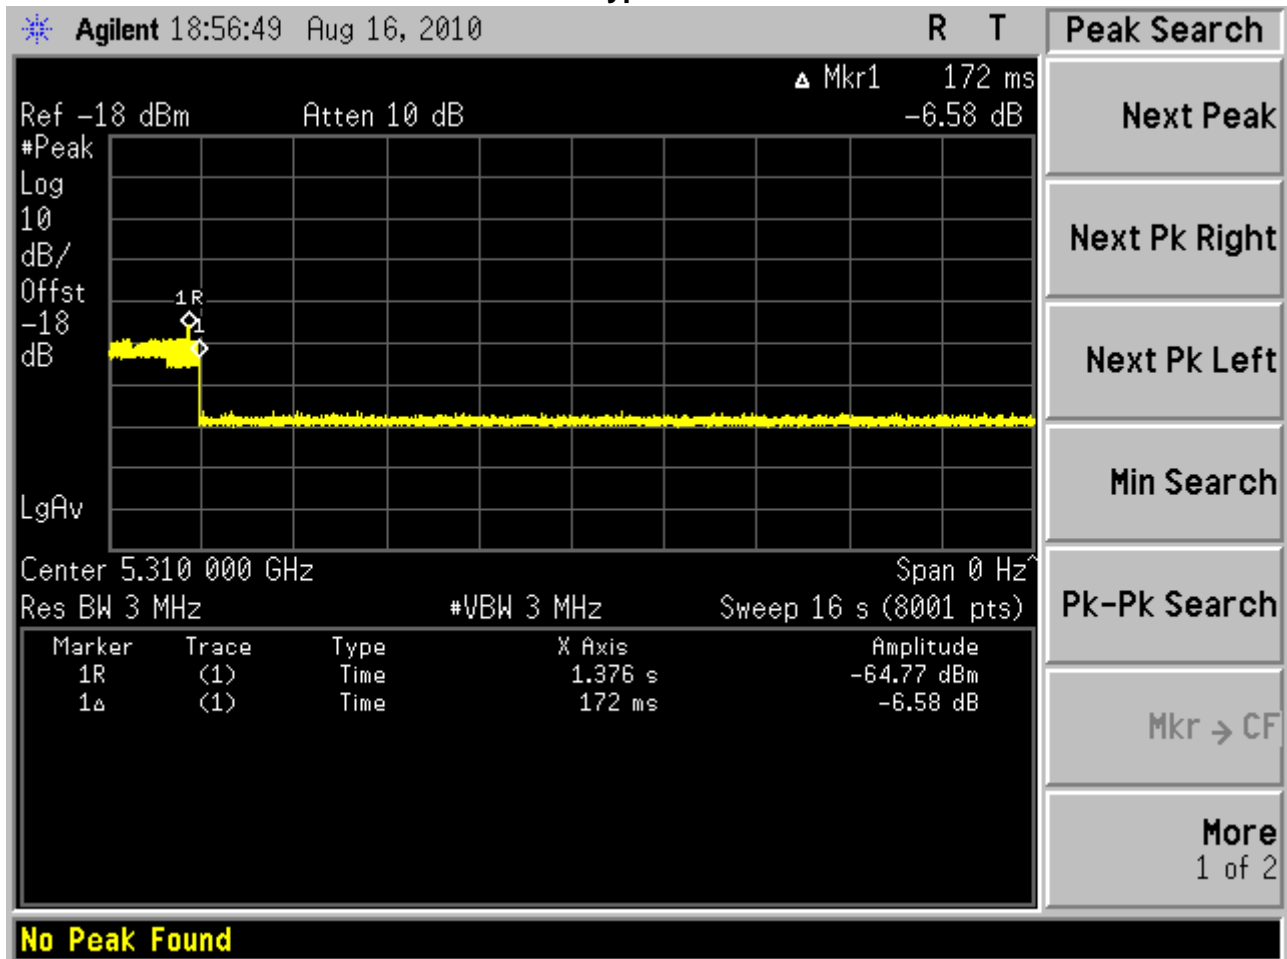 Agilent 18:56:49 Aug 16, 2010 R T
Peak Search
▵ Mkr1 172 ms
Ref −18 dBm Atten 10 dB −6.58 dB
#Peak
Log
10
dB/
Offst
−18
dB
LgAv
1R
1
Center 5.310 000 GHz Span 0 Hz^
Res BW 3 MHz #VBW 3 MHz Sweep 16 s (8001 pts)
Marker Trace Type X Axis Amplitude
1R (1) Time 1.376 s −64.77 dBm
1▵ (1) Time 172 ms −6.58 dB
Next Peak
Next Pk Right
Next Pk Left
Min Search
Pk−Pk Search
Mkr → CF
More
1 of 2
No Peak Found